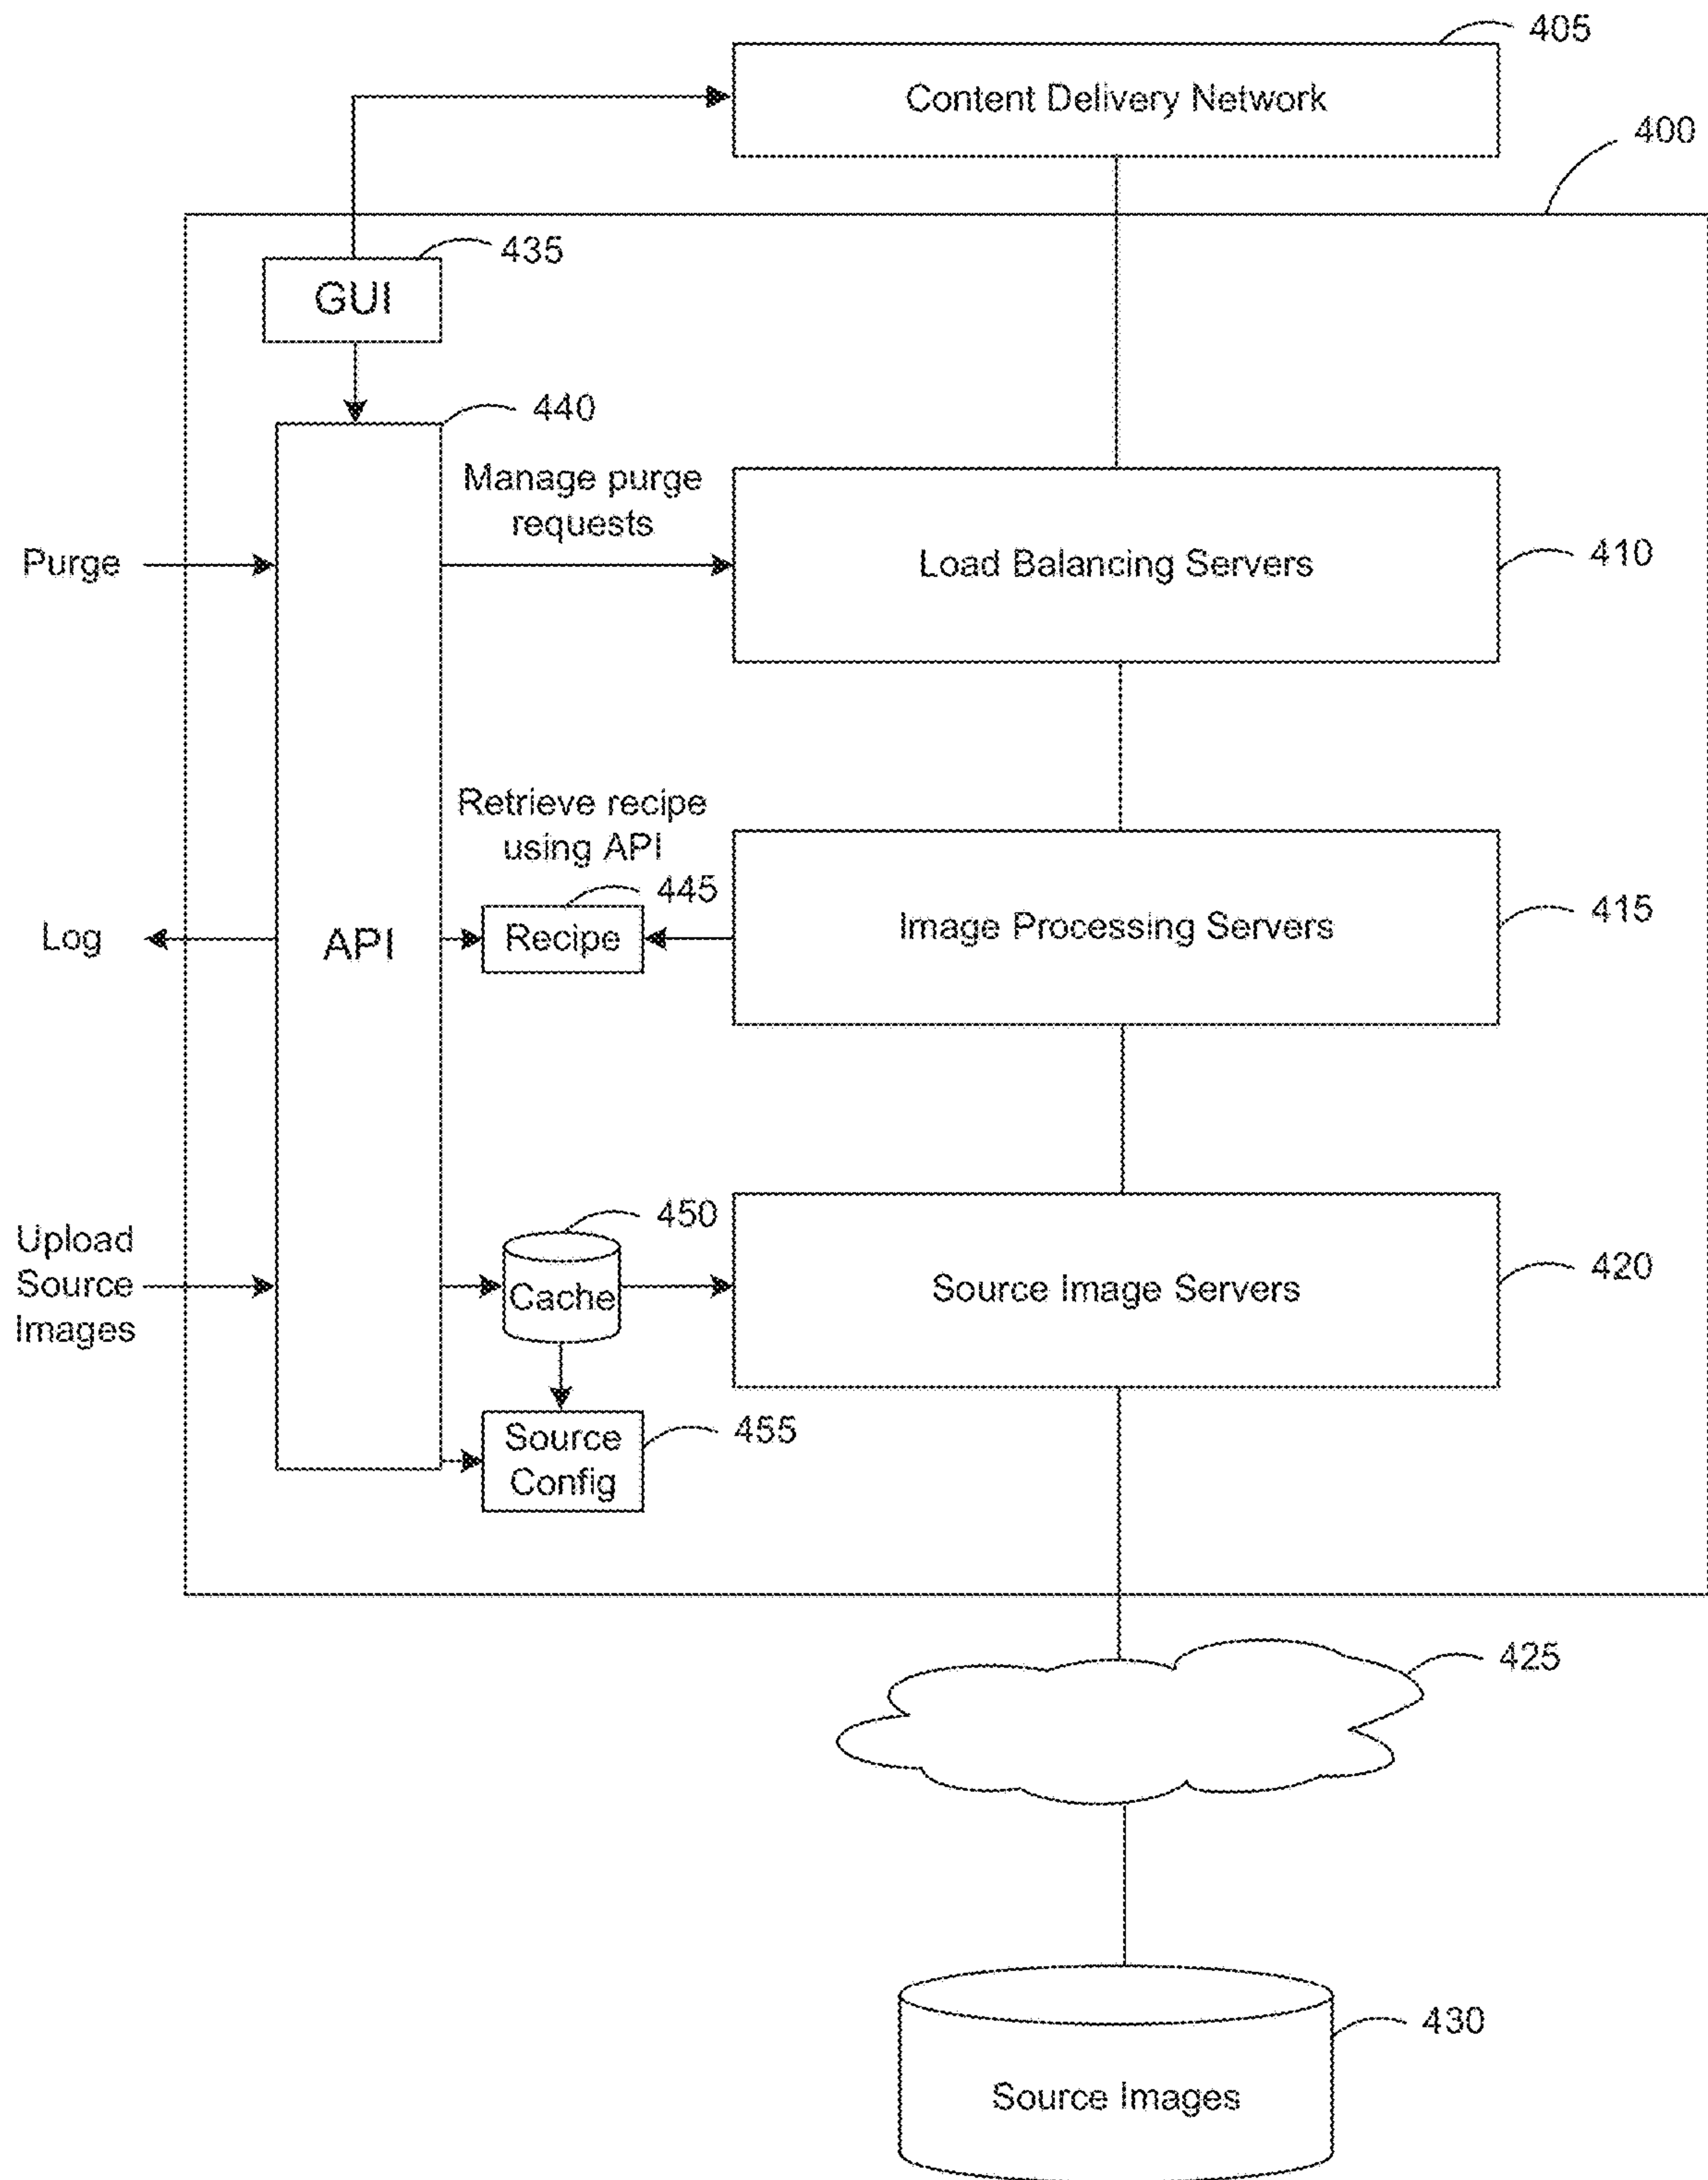 405
Content Delivery Network
400
435
GUI
440
Manage purge
requests
Purge
Load Balancing Servers
410
Retrieve recipe
using API
445
Log
API
Recipe
Image Processing Servers
415
Upload
Source
Images
450
Cache
Source Image Servers
420
Source
Config
455
425
430
Source Images